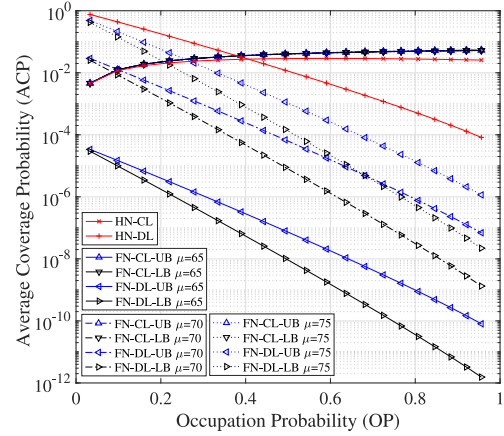 10^0
10^-2
10^-4
10^-6
10^-8
10^-10
10^-12
Average Coverage Probability (ACP)
HN-CL
HN-DL
FN-CL-UB μ=65
FN-CL-LB μ=65
FN-DL-UB μ=65
FN-DL-LB μ=65
FN-CL-UB μ=70
FN-CL-LB μ=70
FN-DL-UB μ=70
FN-DL-LB μ=70
FN-CL-UB μ=75
FN-CL-LB μ=75
FN-DL-UB μ=75
FN-DL-LB μ=75
0 0.2 0.4 0.6 0.8 1
Occupation Probability (OP)